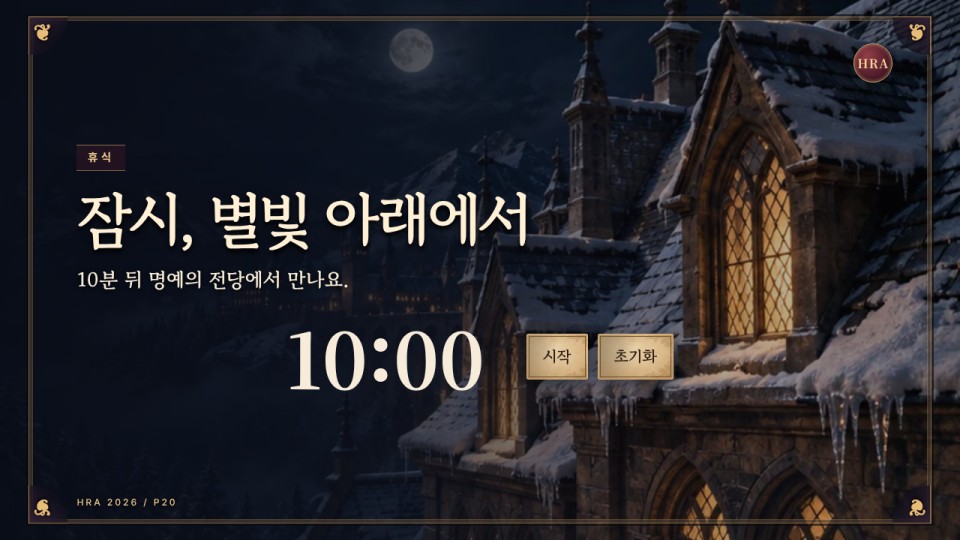 HRA
휴식
잠시, 별빛 아래에서
10분 뒤 명예의 전당에서 만나요.
10:00
시작
초기화
HRA 2026 / P20